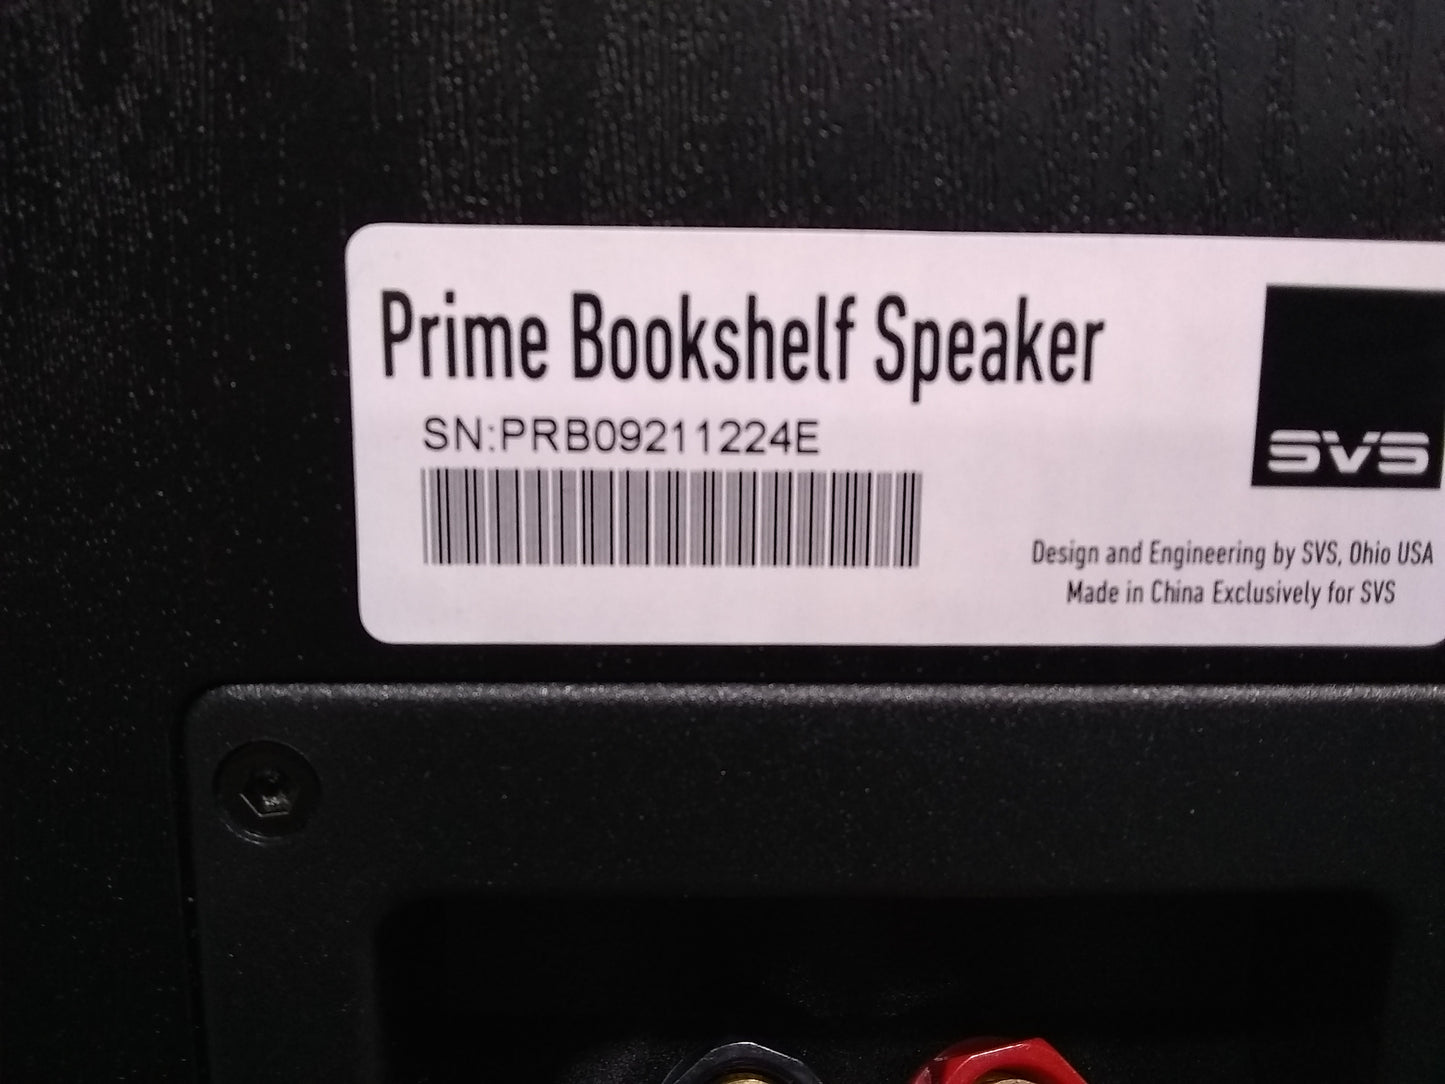 Prime Bookshelf Speaker
SN:PRB09211224E
SVS
Design and Engineering by SVS, Ohio USA
Made in China Exclusively for SVS